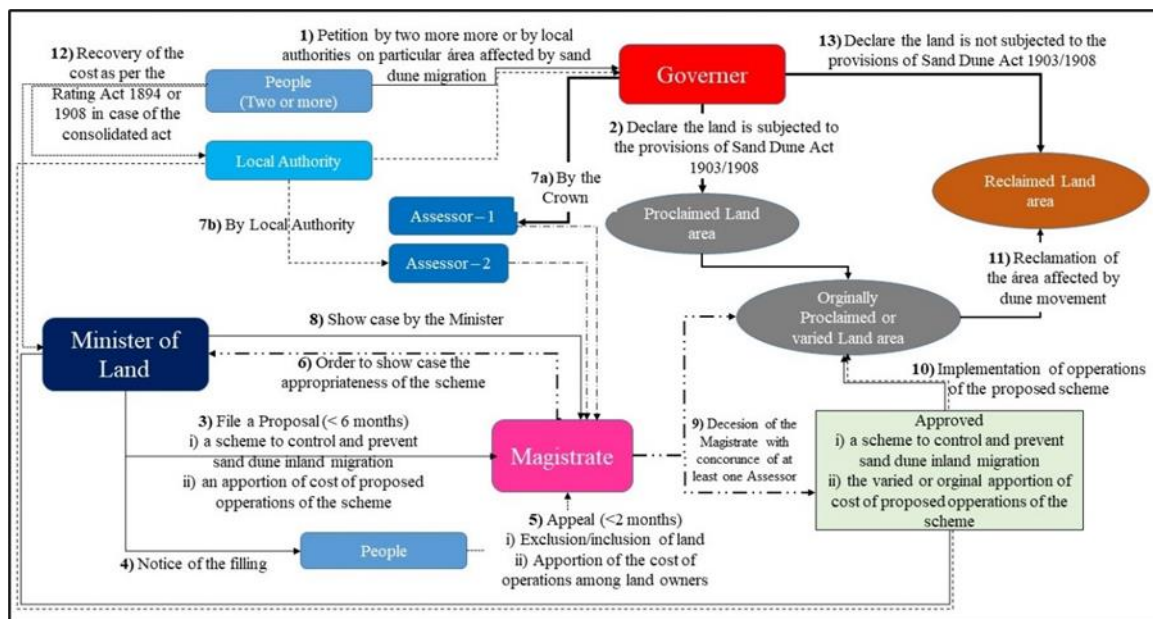 1) Petition by two more more or by local
authorities on particular área affected by sand
dune migration
12) Recovery of the
cost as per the
Rating Act 1894 or
1908 in case of the
consolidated act
People
(Two or more)
Local Authority
Governer
13) Declare the land is not subjected to the
provisions of Sand Dune Act 1903/1908
2) Declare the land is subjected to
the provisions of Sand Dune Act
1903/1908
7a) By the
Crown
7b) By Local Authority
Assessor – 1
Assessor – 2
Proclaimed Land
area
Reclaimed Land
area
11) Reclamation of
the área affected by
dune movement
Orginally
Proclaimed or
varied Land area
Minister of
Land
8) Show case by the Minister
6) Order to show case the
appropriateness of the scheme
10) Implementation of opperations
of the proposed scheme
3) File a Proposal (< 6 months)
i) a scheme to control and prevent
sand dune inland migration
ii) an apportion of cost of proposed
opperations of the scheme
Magistrate
9) Decesion of the
Magistrate with
concorunce of at
least one Assessor
Approved
i) a scheme to control and prevent
sand dune inland migration
ii) the varied or orginal apportion of
cost of proposed opperations of the
scheme
5) Appeal (<2 months)
i) Exclusion/inclusion of land
ii) Apportion of the cost of
operations among land owners
People
4) Notice of the filling